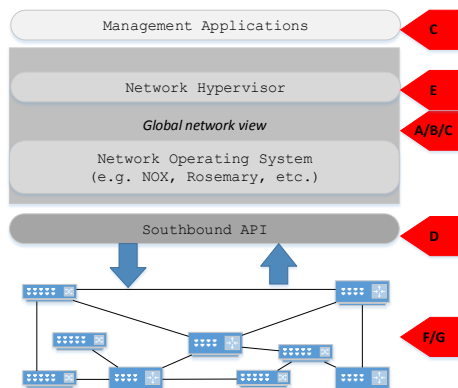 Management Applications
C
Network Hypervisor
E
Global network view
A/B/C
Network Operating System
(e.g. NOX, Rosemary, etc.)
Southbound API
D
F/G